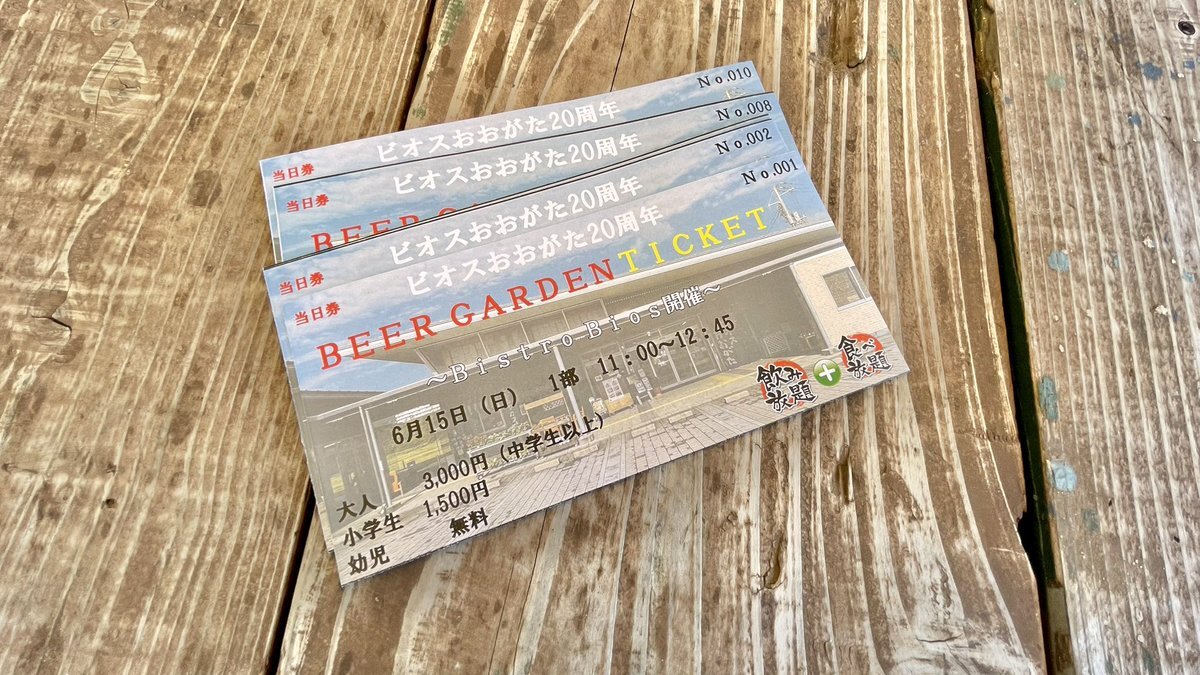 No.010
当日券 ビオスおおがた20周年
No.008
当日券 ビオスおおがた20周年
BEER
No.002
当日券 ビオスおおがた20周年
No.001
当日券 ビオスおおがた20周年
BEER GARDEN TICKET
～Bistro Bios開催～
6月15日（日） 1部 11：00～12：45
飲み放題 + 食べ放題
大人 3,000円（中学生以上）
小学生 1,500円
幼児 無料